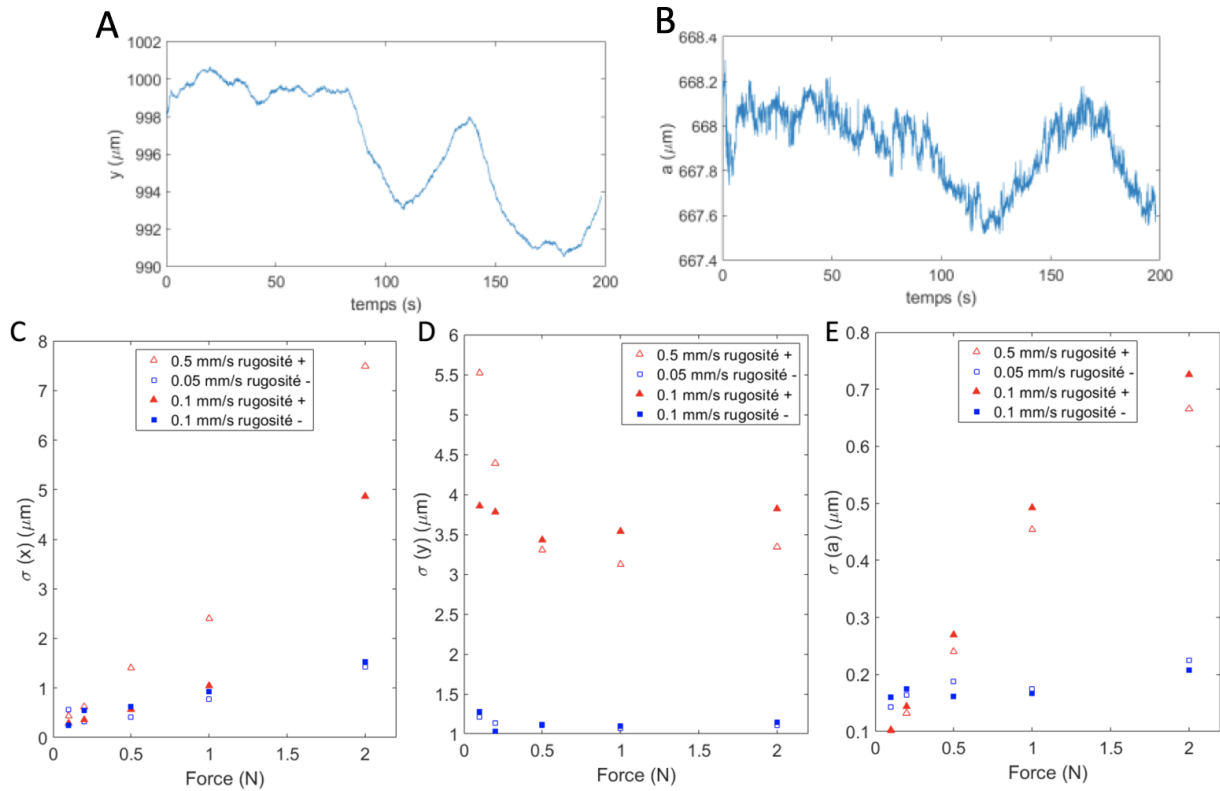 A
1002
1000
998
996
994
993
991
990
y (μm)
0
50
100
150
200
temps (s)
B
668.4
668.2
668
667.8
667.6
667.4
a (μm)
0
50
100
150
200
temps (s)
C
8
7
6
5
4
3
2
1
0
σ (x) (μm)
0.5 mm/s rugosité +
0.05 mm/s rugosité -
0.1 mm/s rugosité +
0.1 mm/s rugosité -
0
0.5
1
1.5
2
Force (N)
D
6
5.5
5
4.5
4
3.5
3
2.5
2
1.5
1
σ (y) (μm)
0.5 mm/s rugosité +
0.05 mm/s rugosité -
0.1 mm/s rugosité +
0.1 mm/s rugosité -
0
0.5
1
1.5
2
Force (N)
E
0.8
0.7
0.6
0.5
0.4
0.3
0.2
0.1
σ (a) (μm)
0.5 mm/s rugosité +
0.05 mm/s rugosité -
0.1 mm/s rugosité +
0.1 mm/s rugosité -
0
0.5
1
1.5
2
Force (N)